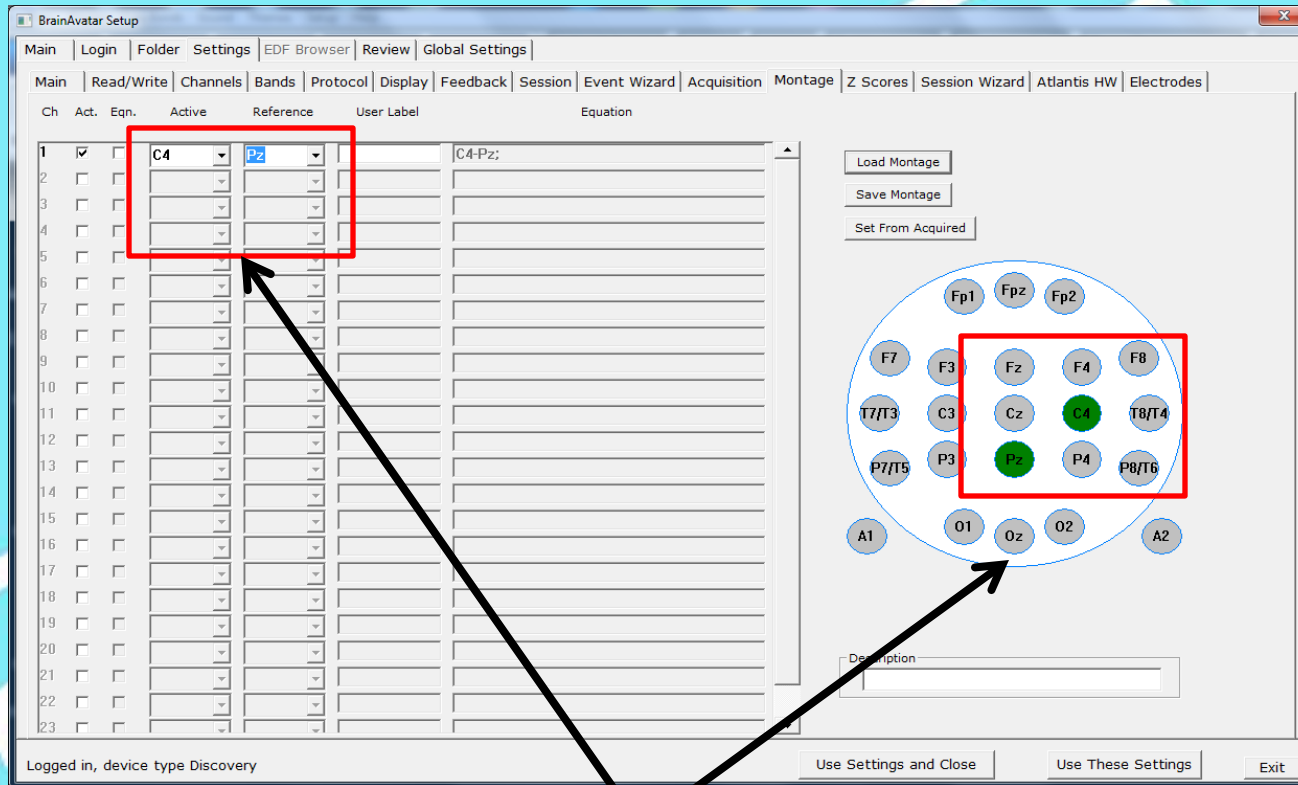 BrainAvatar Setup
Main Login Folder Settings EDF Browser Review Global Settings
Main Read/Write Channels Bands Protocol Display Feedback Session Event Wizard Acquisition Montage Z Scores Session Wizard Atlantis HW Electrodes
Ch Act. Eqn. Active Reference User Label Equation
1 C4 Pz C4-Pz;
2
3
4
5
6
7
8
9
10
11
12
13
14
15
16
17
18
19
20
21
22
23
Load Montage
Save Montage
Set From Acquired
Fp1 Fpz Fp2
F7 F3 Fz F4 F8
T7/T3 C3 Cz C4 T8/T4
P7/T5 P3 Pz P4 P8/T6
A1 O1 Oz O2 A2
Description
Logged in, device type Discovery
Use Settings and Close Use These Settings Exit